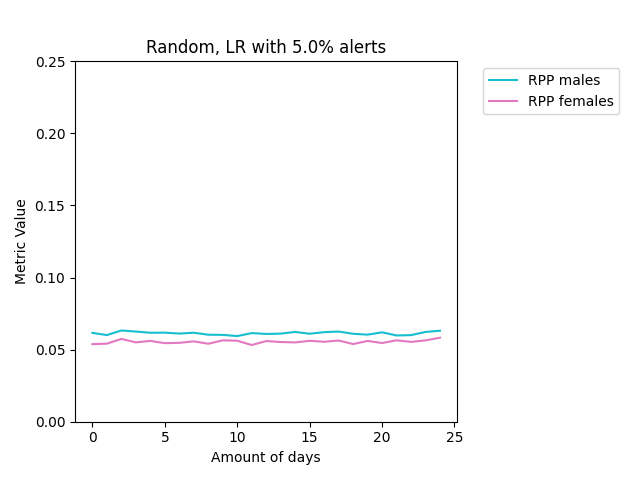 Random, LR with 5.0% alerts
RPP males
RPP females
Metric Value
0.25
0.20
0.15
0.10
0.05
0.00
0 5 10 15 20 25
Amount of days